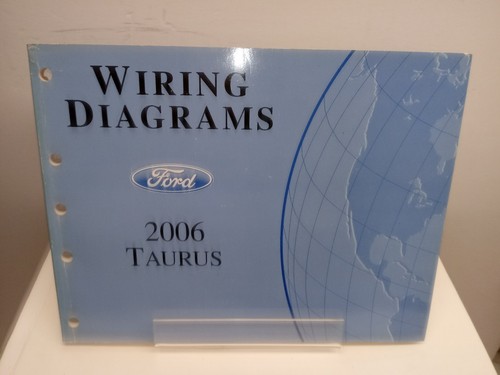 WIRING
DIAGRAMS
Ford
2006
TAURUS